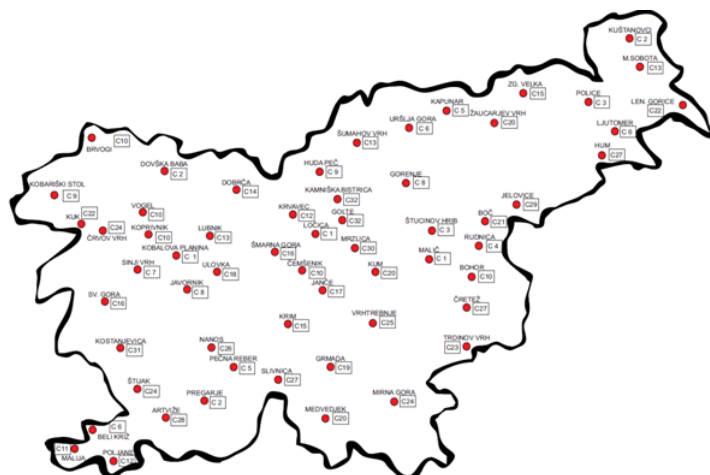 KUŠTANOVCI
C 2
M.SOBOTA
C13
ZG. VELKA
C15
POLICE
C 3
LEN. GORICE
C22
KAPUNAR
C 5
ŽAUCARJEV VRH
C20
URŠLJA GORA
C 6
LJUTOMER
C 6
HUM
C27
ŠUMAHOV VRH
C13
BRVOGI
C10
DOVŠKA BABA
C 2
HUDA PEČ
C 9
GORENJE
C 8
DOBRČA
C14
KOBARIŠKI STOL
C 9
KAMNIŠKA BISTRICA
C32
JELOVICE
C29
VOGEL
C10
KRVAVEC
C12
GOLTE
C32
BOČ
C21
KUK
C22
C24
ČRVOV VRH
KOPRIVNIK
C10
LUBNIK
C13
LOČICA
C 1
ŠTUCINOV HRIB
C 3
RUDNICA
C 4
KOBALOVA PLANINA
C 1
ŠMARNA GORA
C16
MRZLICA
C30
MALIČ
C 1
SINJI VRH
C 7
ULOVKA
C18
ČEMŠENIK
C10
KUM
C20
BOHOR
C10
JAVORNIK
C 8
JANČE
C17
SV. GORA
C16
ČRETEŽ
C27
KRIM
C15
VRHTREBNJE
C25
KOSTANJEVICA
C31
NANOS
C26
TRDINOV VRH
C23
PEČNA REBER
C 5
GRMADA
C19
SLIVNICA
C27
ŠTJAK
C24
PREGARJE
C 2
MIRNA GORA
C24
ARTVIŽE
C28
MEDVEDJEK
C20
C 6
BELI KRIŽ
C11
MALIJA
POLJANE
C12